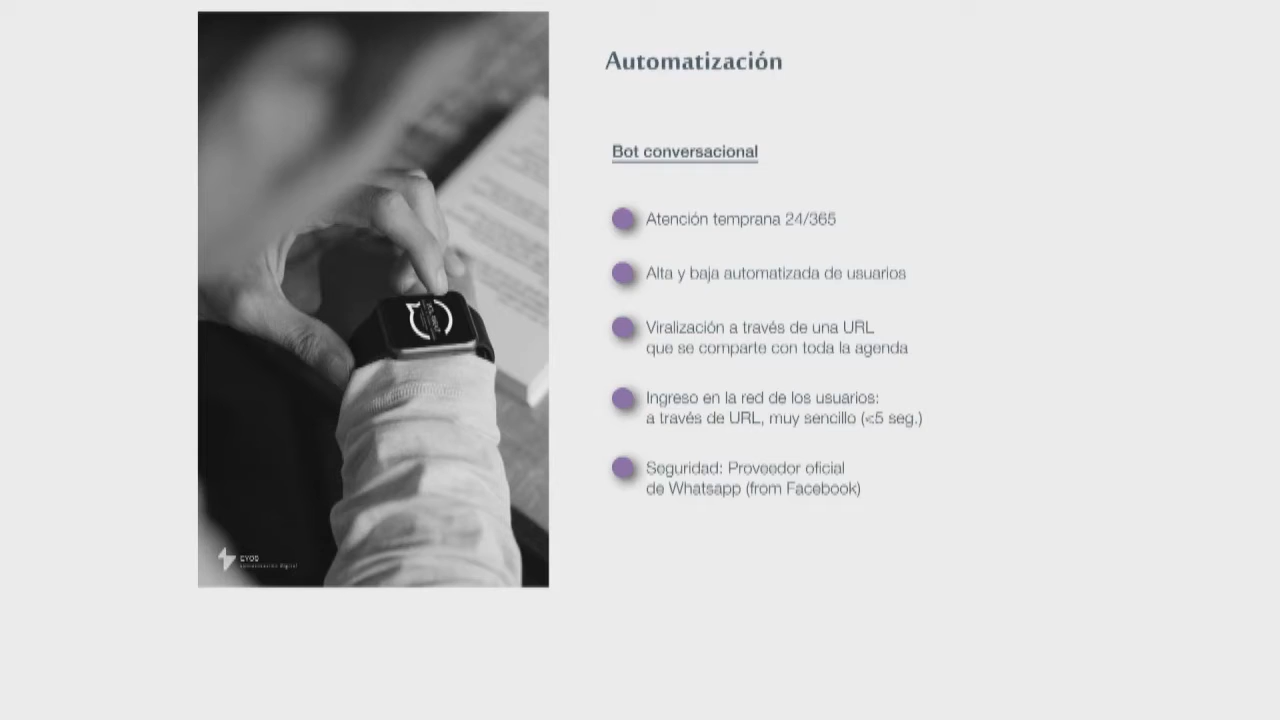 Automatización
Bot conversacional
Atención temprana 24/365
Alta y baja automatizada de usuarios
Viralización a través de una URL
que se comparte con toda la agenda
Ingreso en la red de los usuarios:
a través de URL, muy sencillo (<5 seg.)
Seguridad: Proveedor oficial
de Whatsapp (from Facebook)
comunicación digital